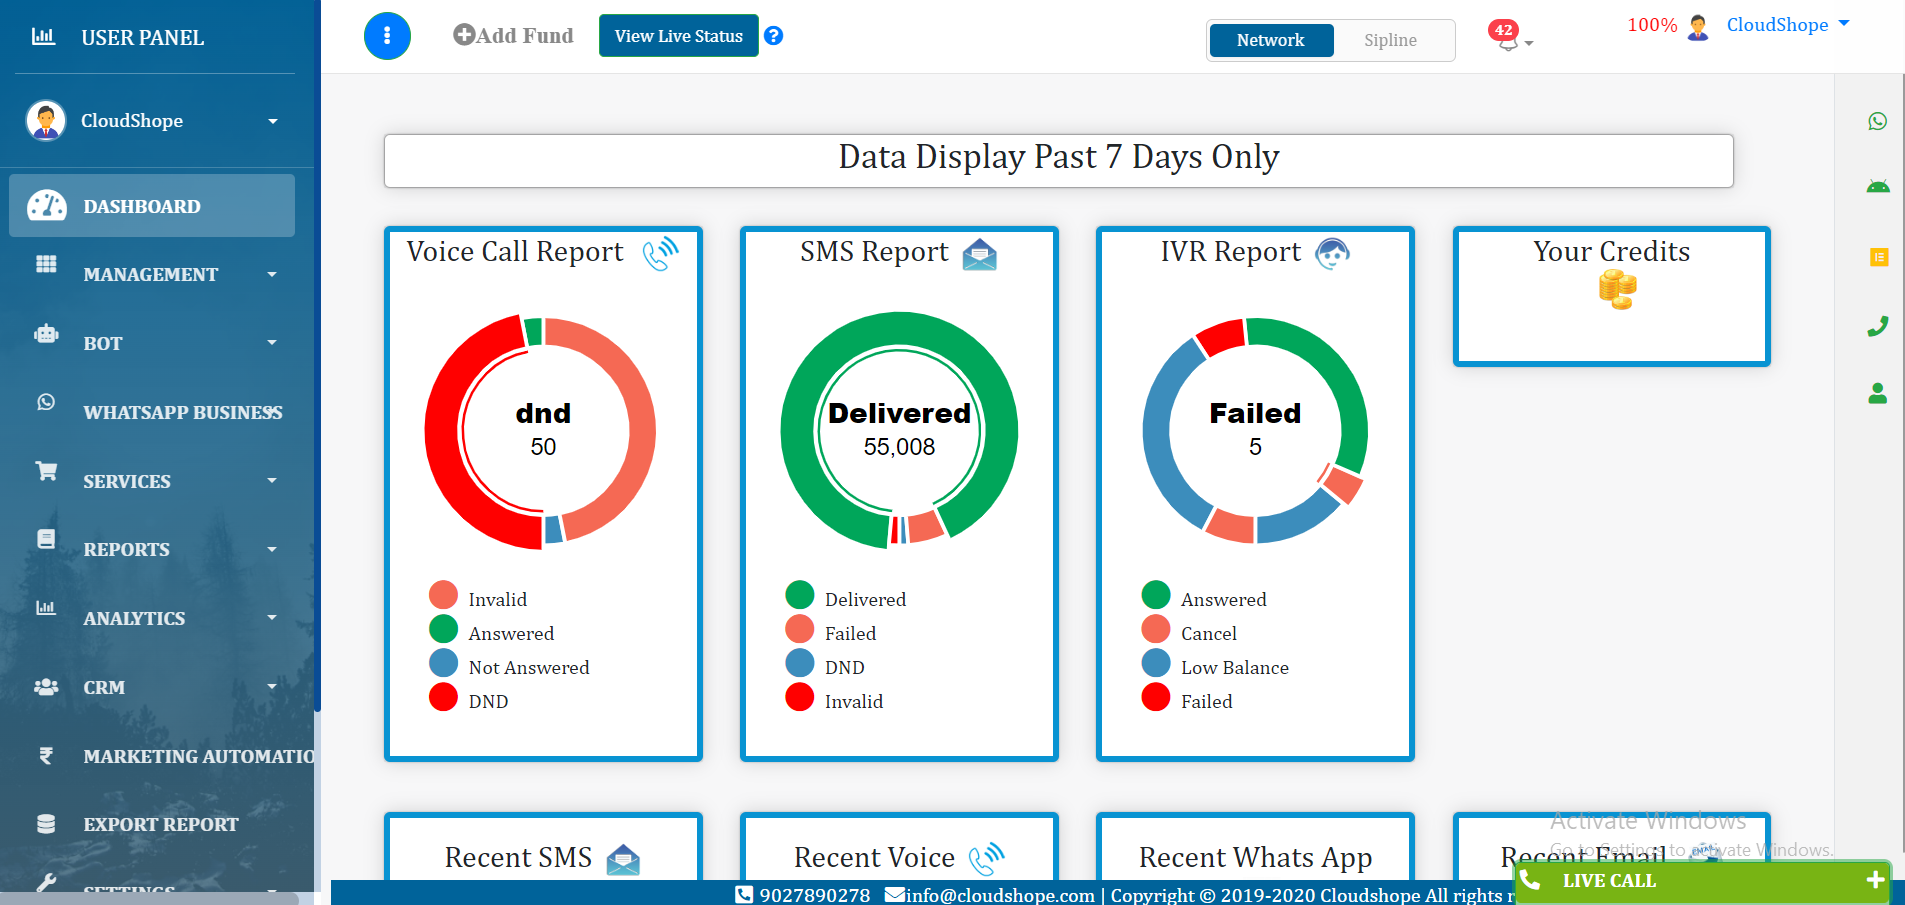 USER PANEL
Add Fund
View Live Status
?
Network
Sipline
42
100%
CloudShope
CloudShope
DASHBOARD
MANAGEMENT
BOT
WHATSAPP BUSINESS
SERVICES
REPORTS
ANALYTICS
CRM
MARKETING AUTOMATIO
EXPORT REPORT
SETTINGS
Data Display Past 7 Days Only
Voice Call Report
dnd
50
Invalid
Answered
Not Answered
DND
SMS Report
Delivered
55,008
Delivered
Failed
DND
Invalid
IVR Report
Failed
5
Answered
Cancel
Low Balance
Failed
Your Credits
Recent SMS
Recent Voice
Recent Whats App
Recent Email
Activate Windows
Go to Settings to activate Windows.
9027890278 info@cloudshope.com | Copyright © 2019-2020 Cloudshope All rights r
LIVE CALL